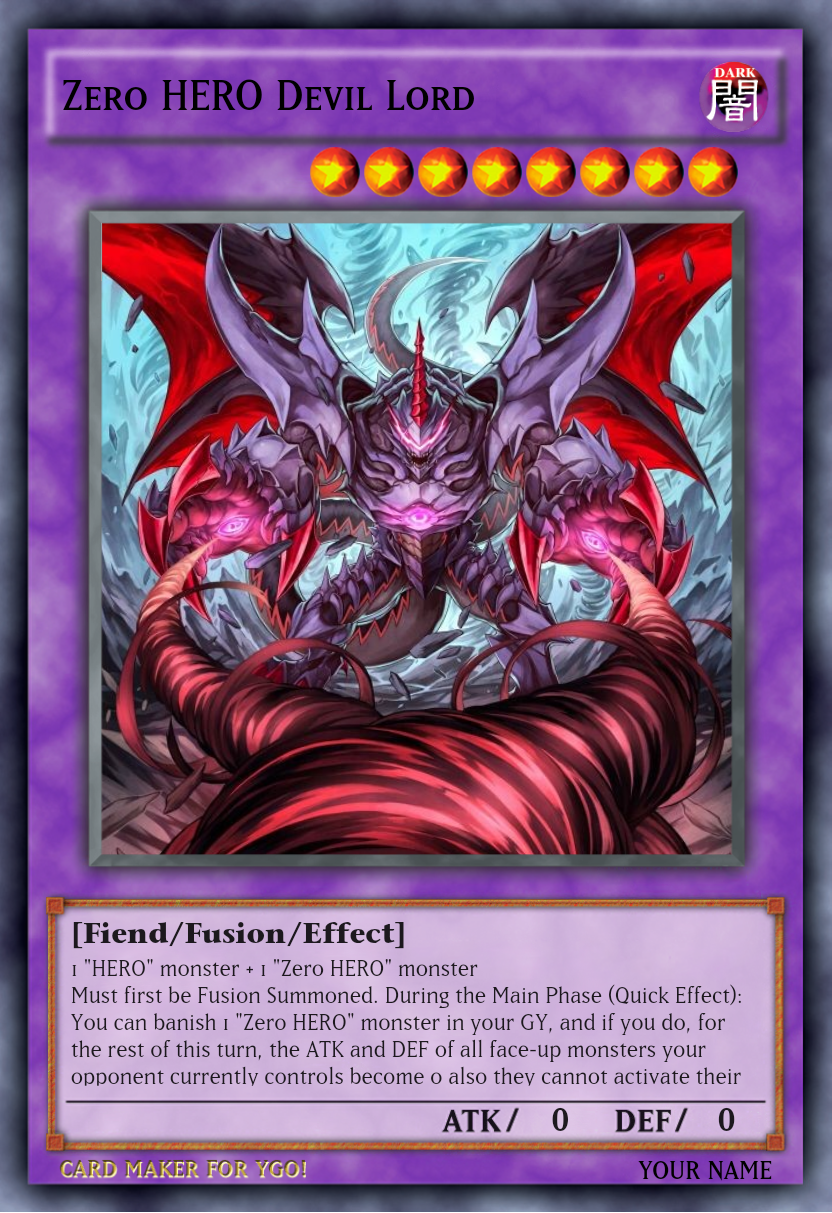 Zero HERO Devil Lord
DARK
闇
[Fiend/Fusion/Effect]
1 "HERO" monster + 1 "Zero HERO" monster
Must first be Fusion Summoned. During the Main Phase (Quick Effect):
You can banish 1 "Zero HERO" monster in your GY, and if you do, for
the rest of this turn, the ATK and DEF of all face-up monsters your
opponent currently controls become 0 also they cannot activate their
ATK/ 0 DEF/ 0
CARD MAKER FOR YGO! YOUR NAME